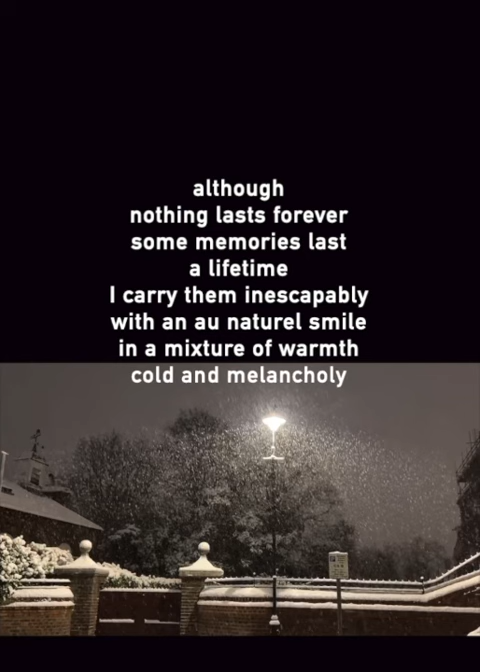 although
nothing lasts forever
some memories last
a lifetime
I carry them inescapably
with an au naturel smile
in a mixture of warmth
cold and melancholy